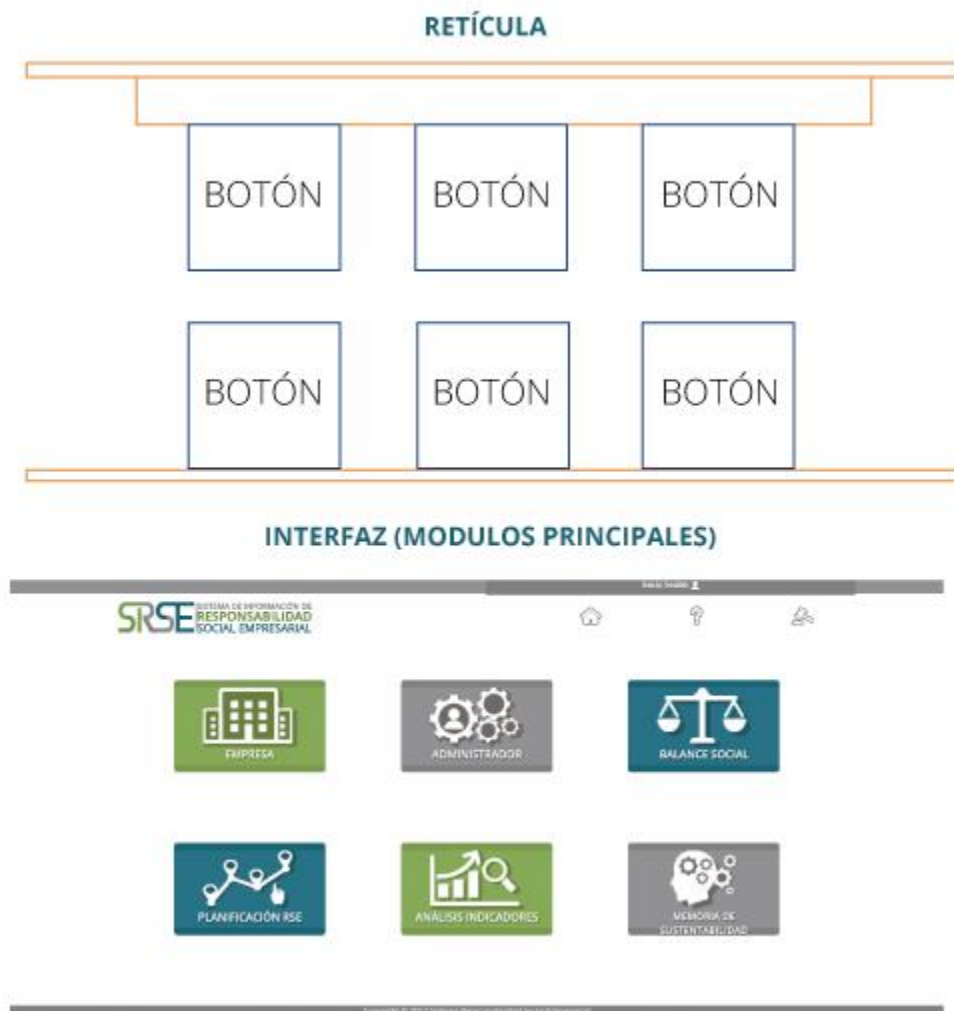 RETÍCULA
BOTÓN BOTÓN BOTÓN
BOTÓN BOTÓN BOTÓN
INTERFAZ (MODULOS PRINCIPALES)
SRSE
SISTEMA DE INFORMACIÓN DE
RESPONSABILIDAD
SOCIAL EMPRESARIAL
?
EMPRESA ADMINISTRADOR BALANCE SOCIAL
PLANIFICACIÓN RSE ANÁLISIS INDICADORES MEMORIA DE
SUSTENTABILIDAD